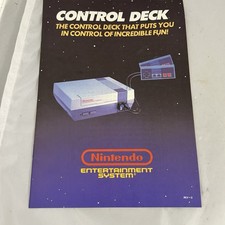 CONTROL DECK
THE CONTROL DECK THAT PUTS YOU
IN CONTROL OF INCREDIBLE FUN!
Nintendo
ENTERTAINMENT
SYSTEM